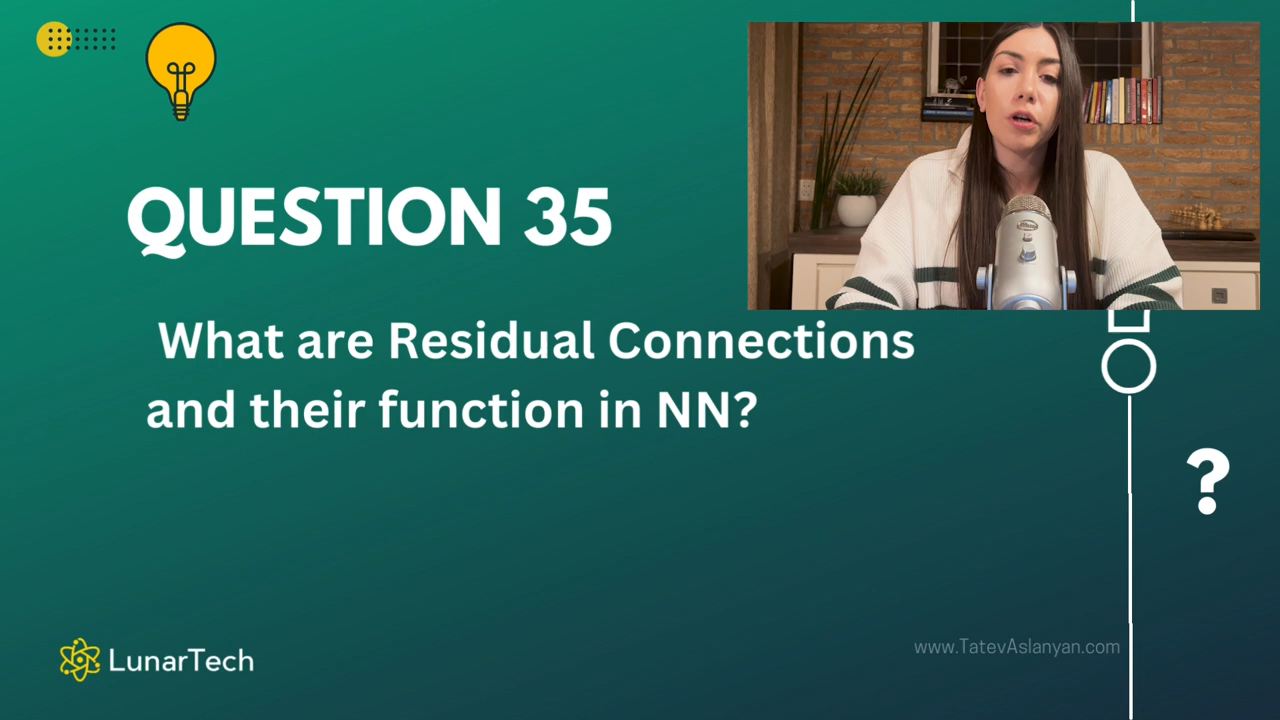 QUESTION 35
What are Residual Connections
and their function in NN?
?
LunarTech
www.TatevAslanyan.com